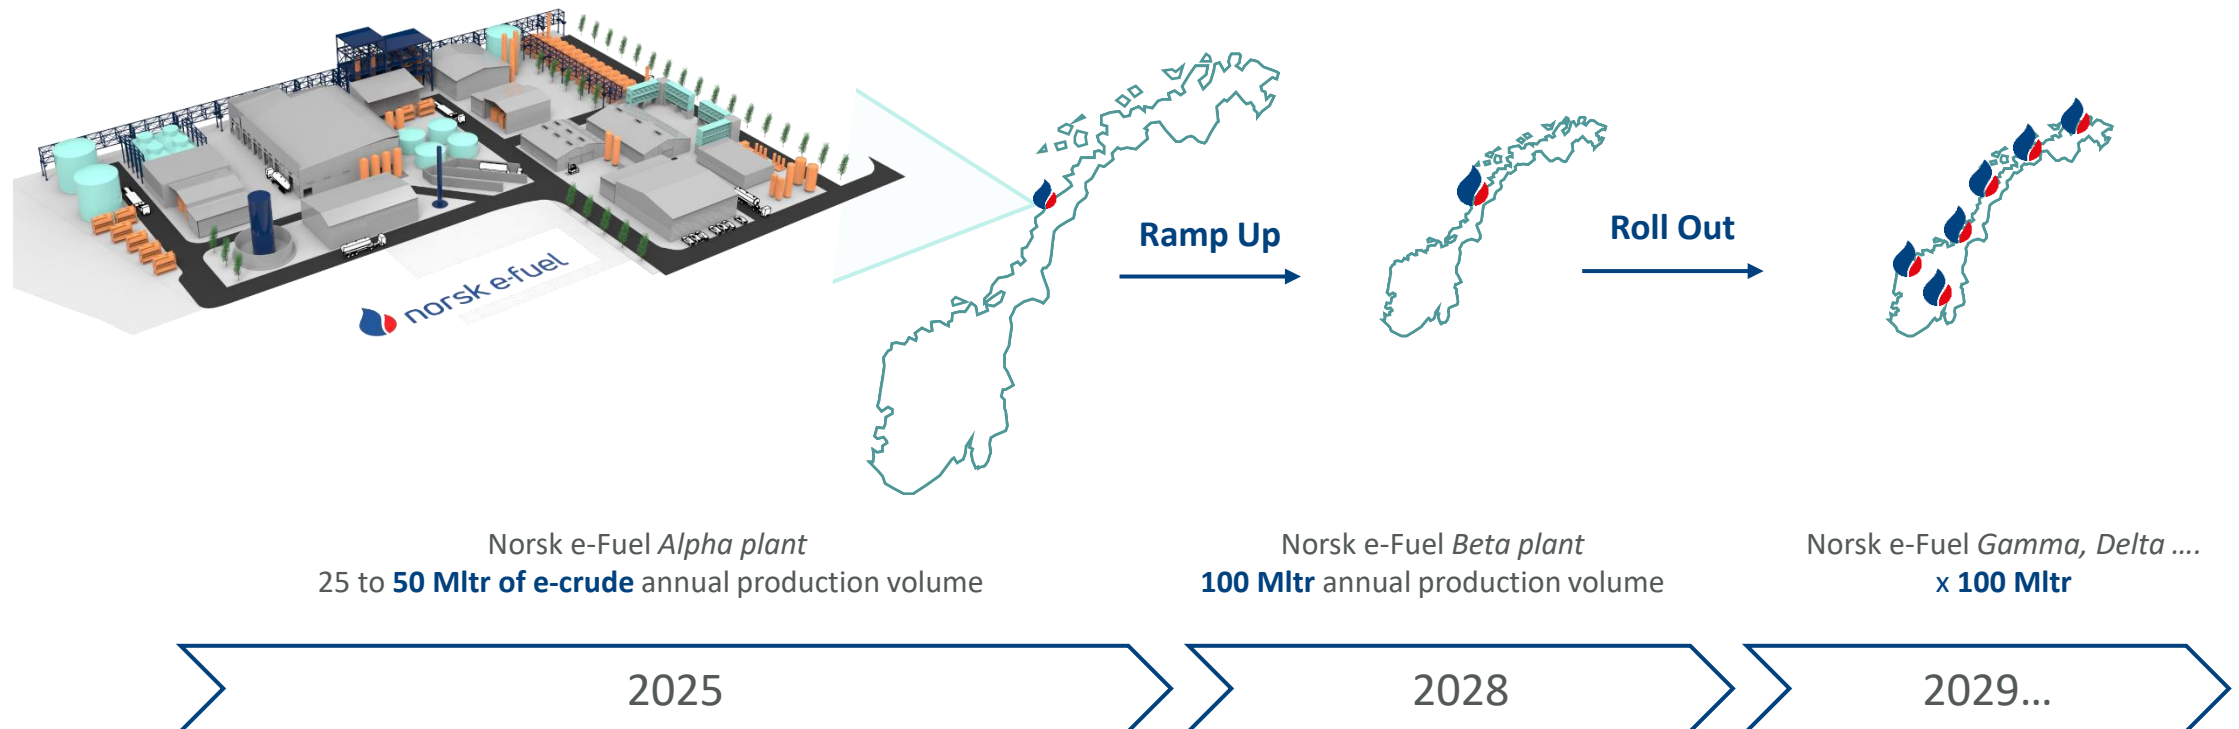 norsk e-fuel
Ramp Up
Roll Out
Norsk e-Fuel Alpha plant
25 to 50 Mltr of e-crude annual production volume
Norsk e-Fuel Beta plant
100 Mltr annual production volume
Norsk e-Fuel Gamma, Delta ....
x 100 Mltr
2025
2028
2029...